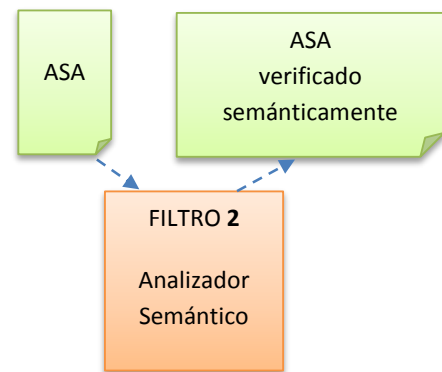 ASA
ASA
verificado
semánticamente
FILTRO 2
Analizador
Semántico